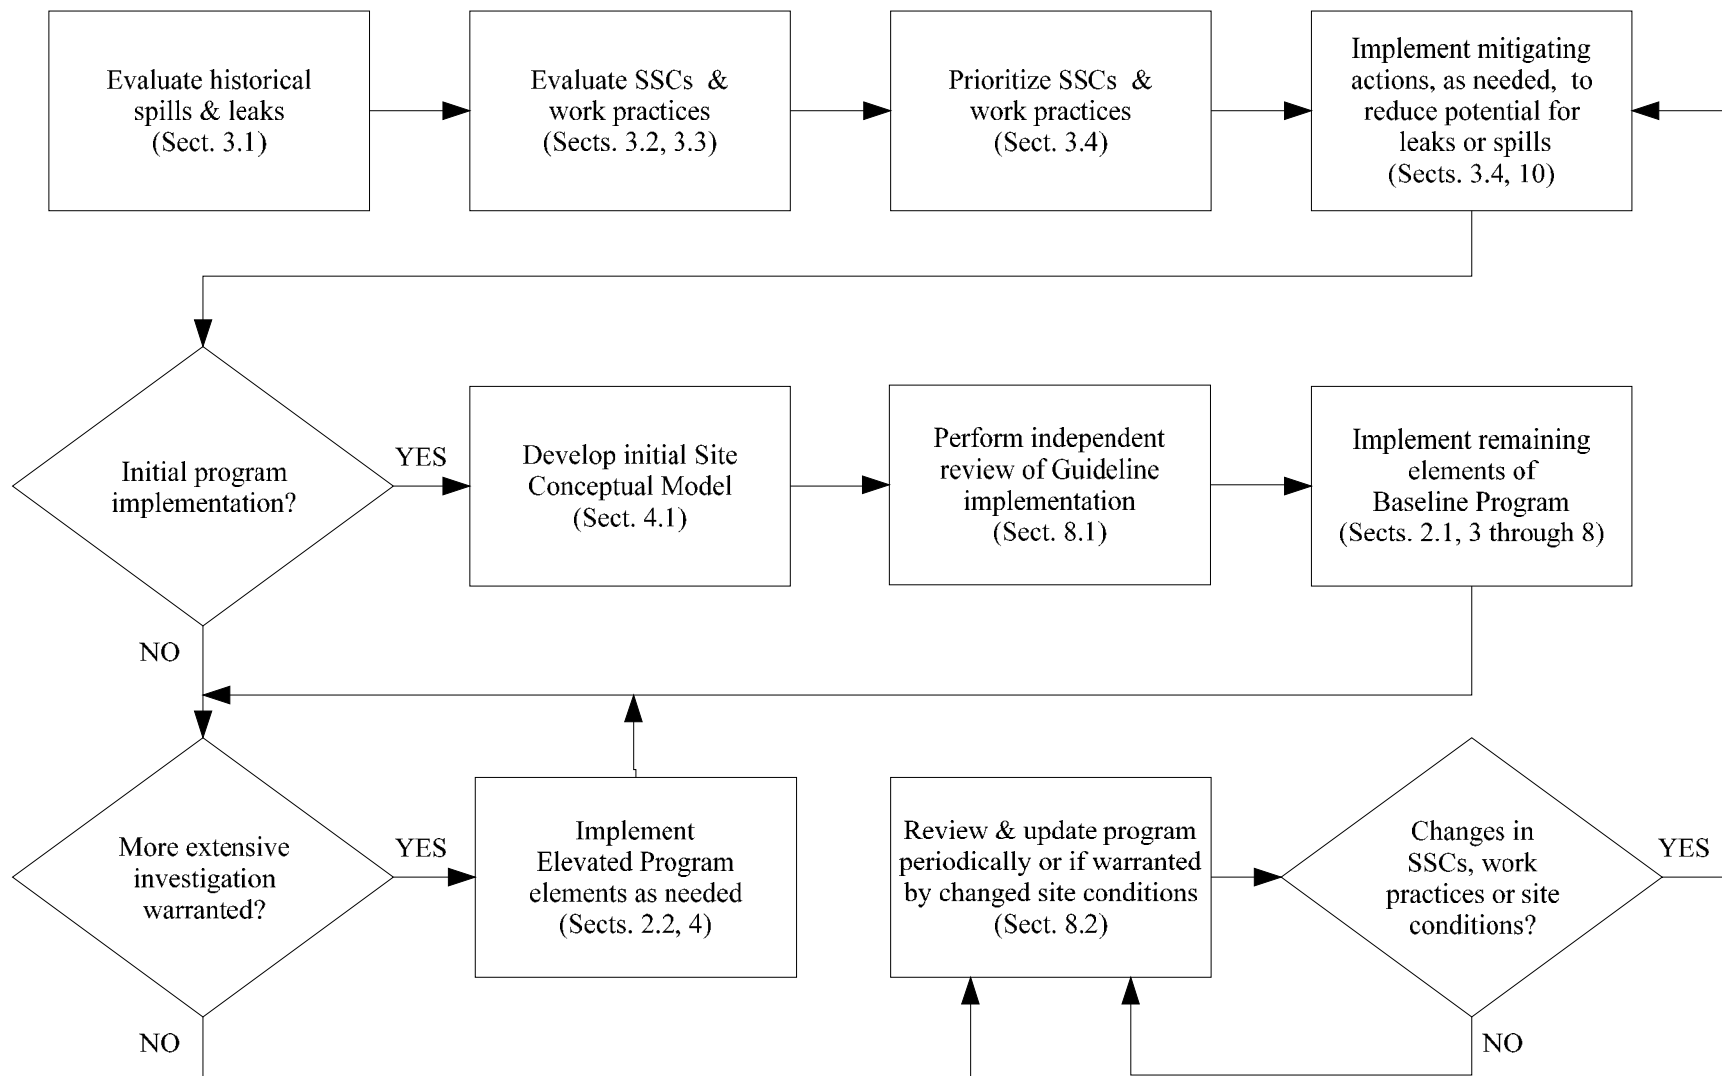 Evaluate historical
spills & leaks
(Sect. 3.1)
Evaluate SSCs &
work practices
(Sects. 3.2, 3.3)
Prioritize SSCs &
work practices
(Sect. 3.4)
Implement mitigating
actions, as needed, to
reduce potential for
leaks or spills
(Sects. 3.4, 10)
Initial program
implementation?
YES
NO
Develop initial Site
Conceptual Model
(Sect. 4.1)
Perform independent
review of Guideline
implementation
(Sect. 8.1)
Implement remaining
elements of
Baseline Program
(Sects. 2.1, 3 through 8)
More extensive
investigation
warranted?
YES
NO
Implement
Elevated Program
elements as needed
(Sects. 2.2, 4)
Review & update program
periodically or if warranted
by changed site conditions
(Sect. 8.2)
Changes in
SSCs, work
practices or site
conditions?
YES
NO